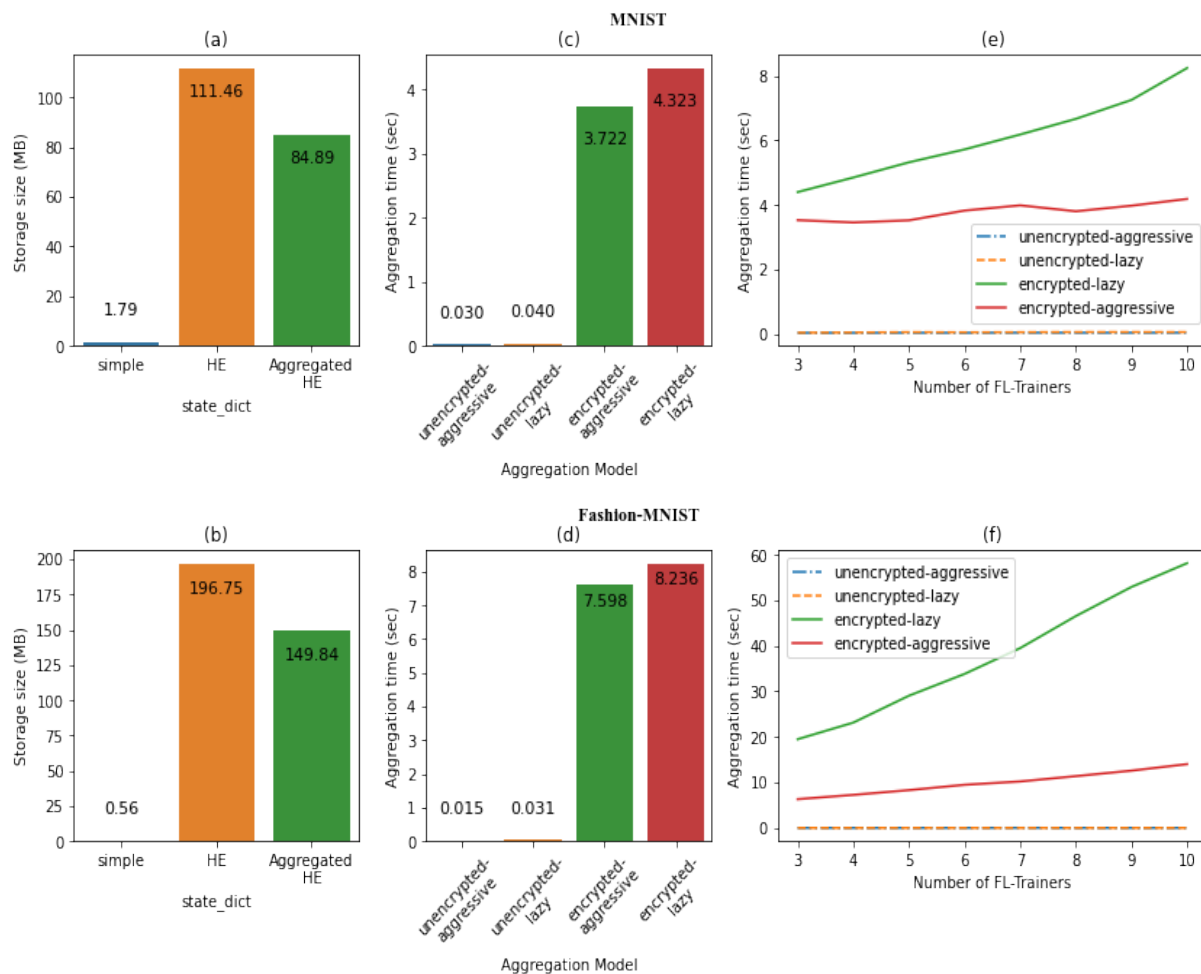 MNIST
(a)
Storage size (MB)
100
80
60
40
20
0
1.79
111.46
84.89
simple
HE
Aggregated
HE
state_dict
(c)
Aggregation time (sec)
4
3
2
1
0
0.030
0.040
3.722
4.323
unencrypted-
aggressive
unencrypted-
lazy
encrypted-
aggressive
encrypted-
lazy
Aggregation Model
(e)
Aggregation time (sec)
8
6
4
2
0
unencrypted-aggressive
unencrypted-lazy
encrypted-lazy
encrypted-aggressive
3 4 5 6 7 8 9 10
Number of FL-Trainers
Fashion-MNIST
(b)
Storage size (MB)
200
175
150
125
100
75
50
25
0
0.56
196.75
149.84
simple
HE
Aggregated
HE
state_dict
(d)
Aggregation time (sec)
8
7
6
5
4
3
2
1
0
0.015
0.031
7.598
8.236
unencrypted-
aggressive
unencrypted-
lazy
encrypted-
aggressive
encrypted-
lazy
Aggregation Model
(f)
Aggregation time (sec)
60
50
40
30
20
10
0
unencrypted-aggressive
unencrypted-lazy
encrypted-lazy
encrypted-aggressive
3 4 5 6 7 8 9 10
Number of FL-Trainers